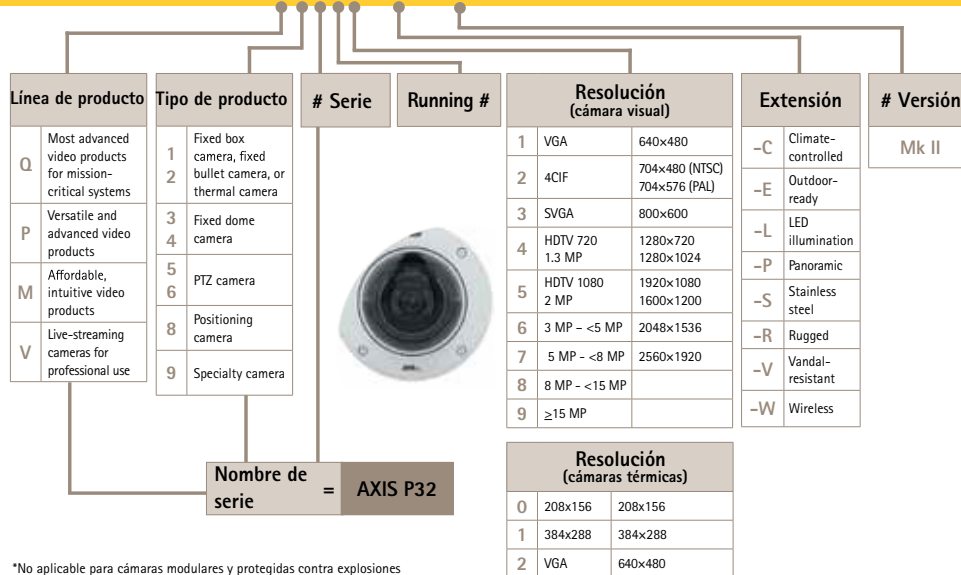 Línea de producto
Q
Most advanced
video products
for mission-
critical systems
P
Versatile and
advanced video
products
M
Affordable,
intuitive video
products
V
Live-streaming
cameras for
professional use
Tipo de producto
1
2
Fixed box
camera, fixed
bullet camera, or
thermal camera
3
4
Fixed dome
camera
5
6
PTZ camera
8
Positioning
camera
9
Specialty camera
# Serie
Running #
Resolución
(cámara visual)
1 VGA 640×480
2 4CIF 704×480 (NTSC)
704×576 (PAL)
3 SVGA 800×600
4 HDTV 720 1280×720
1.3 MP 1280×1024
5 HDTV 1080 1920×1080
2 MP 1600×1200
6 3 MP - <5 MP 2048×1536
7 5 MP - <8 MP 2560×1920
8 8 MP - <15 MP
9 ≥15 MP
Extensión
-C Climate-
controlled
-E Outdoor-
ready
-L LED
illumination
-P Panoramic
-S Stainless
steel
-R Rugged
-V Vandal-
resistant
-W Wireless
# Versión
Mk II
Nombre de
serie
= AXIS P32
Resolución
(cámaras térmicas)
0 208x156 208x156
1 384x288 384×288
2 VGA 640×480
*No aplicable para cámaras modulares y protegidas contra explosiones